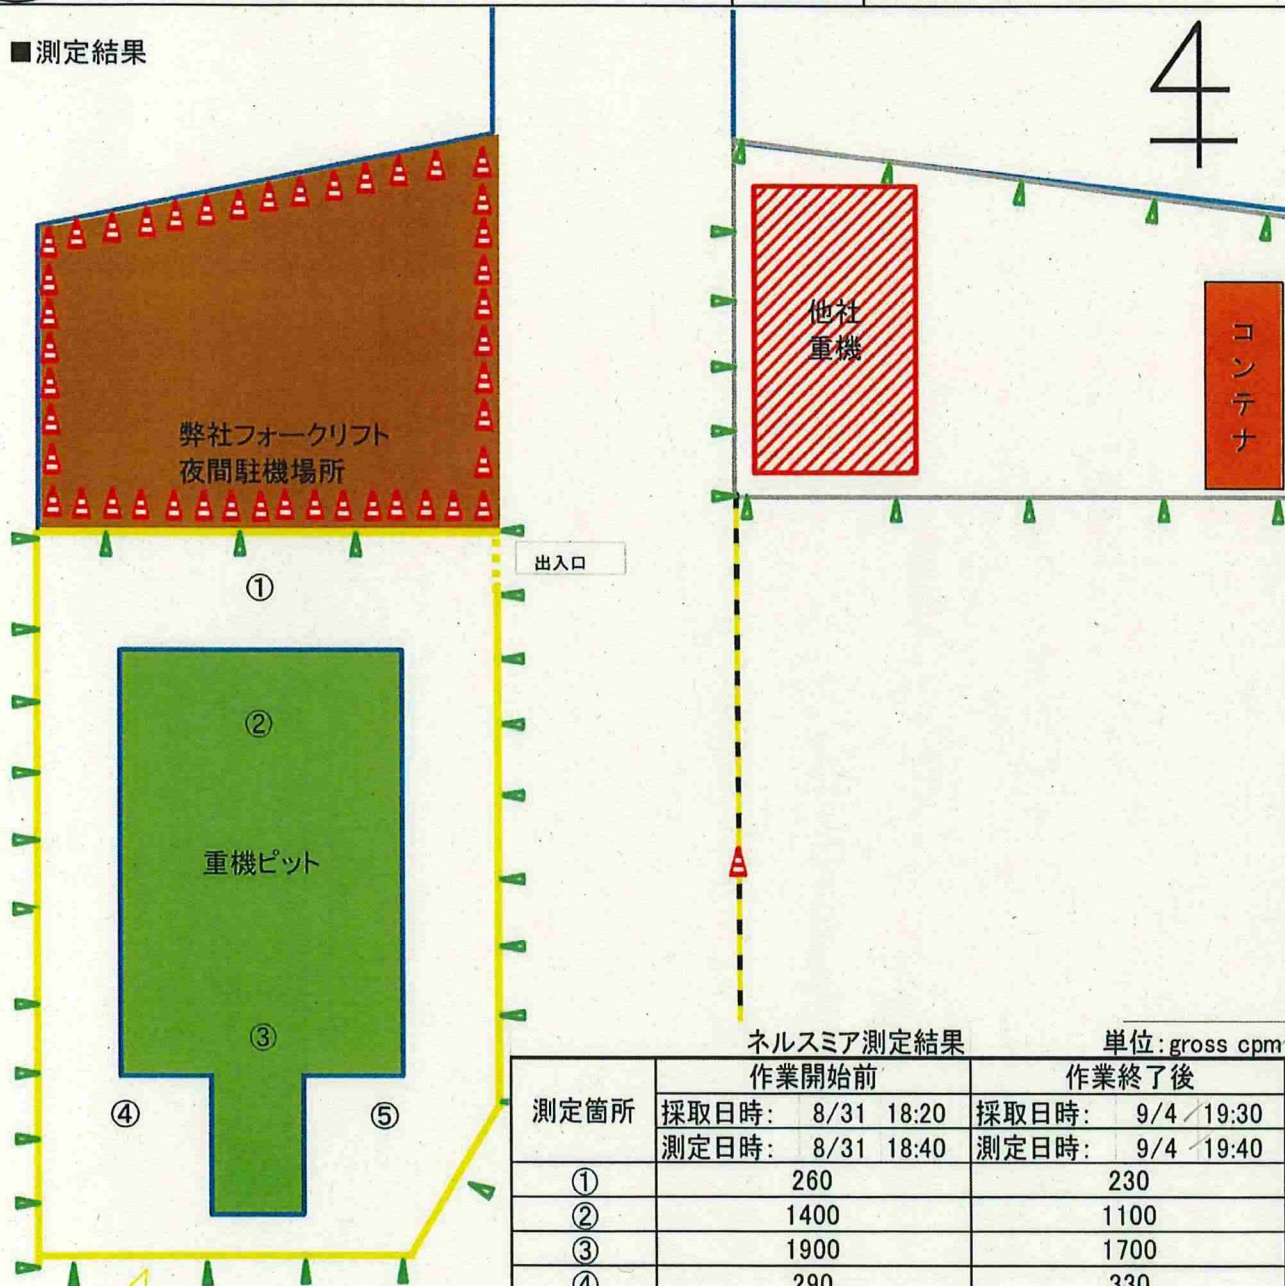 ■測定結果
4
他社
重機
コンテナ
弊社フォークリフト
夜間駐機場所
出入口
①
②
重機ピット
③
④
⑤
ネルスミア測定結果 単位:gross cpm
測定箇所 作業開始前 作業終了後
採取日時: 8/31 18:20 採取日時: 9/4 19:30
測定日時: 8/31 18:40 測定日時: 9/4 19:40
① 260 230
② 1400 1100
③ 1900 1700
④ 290 330